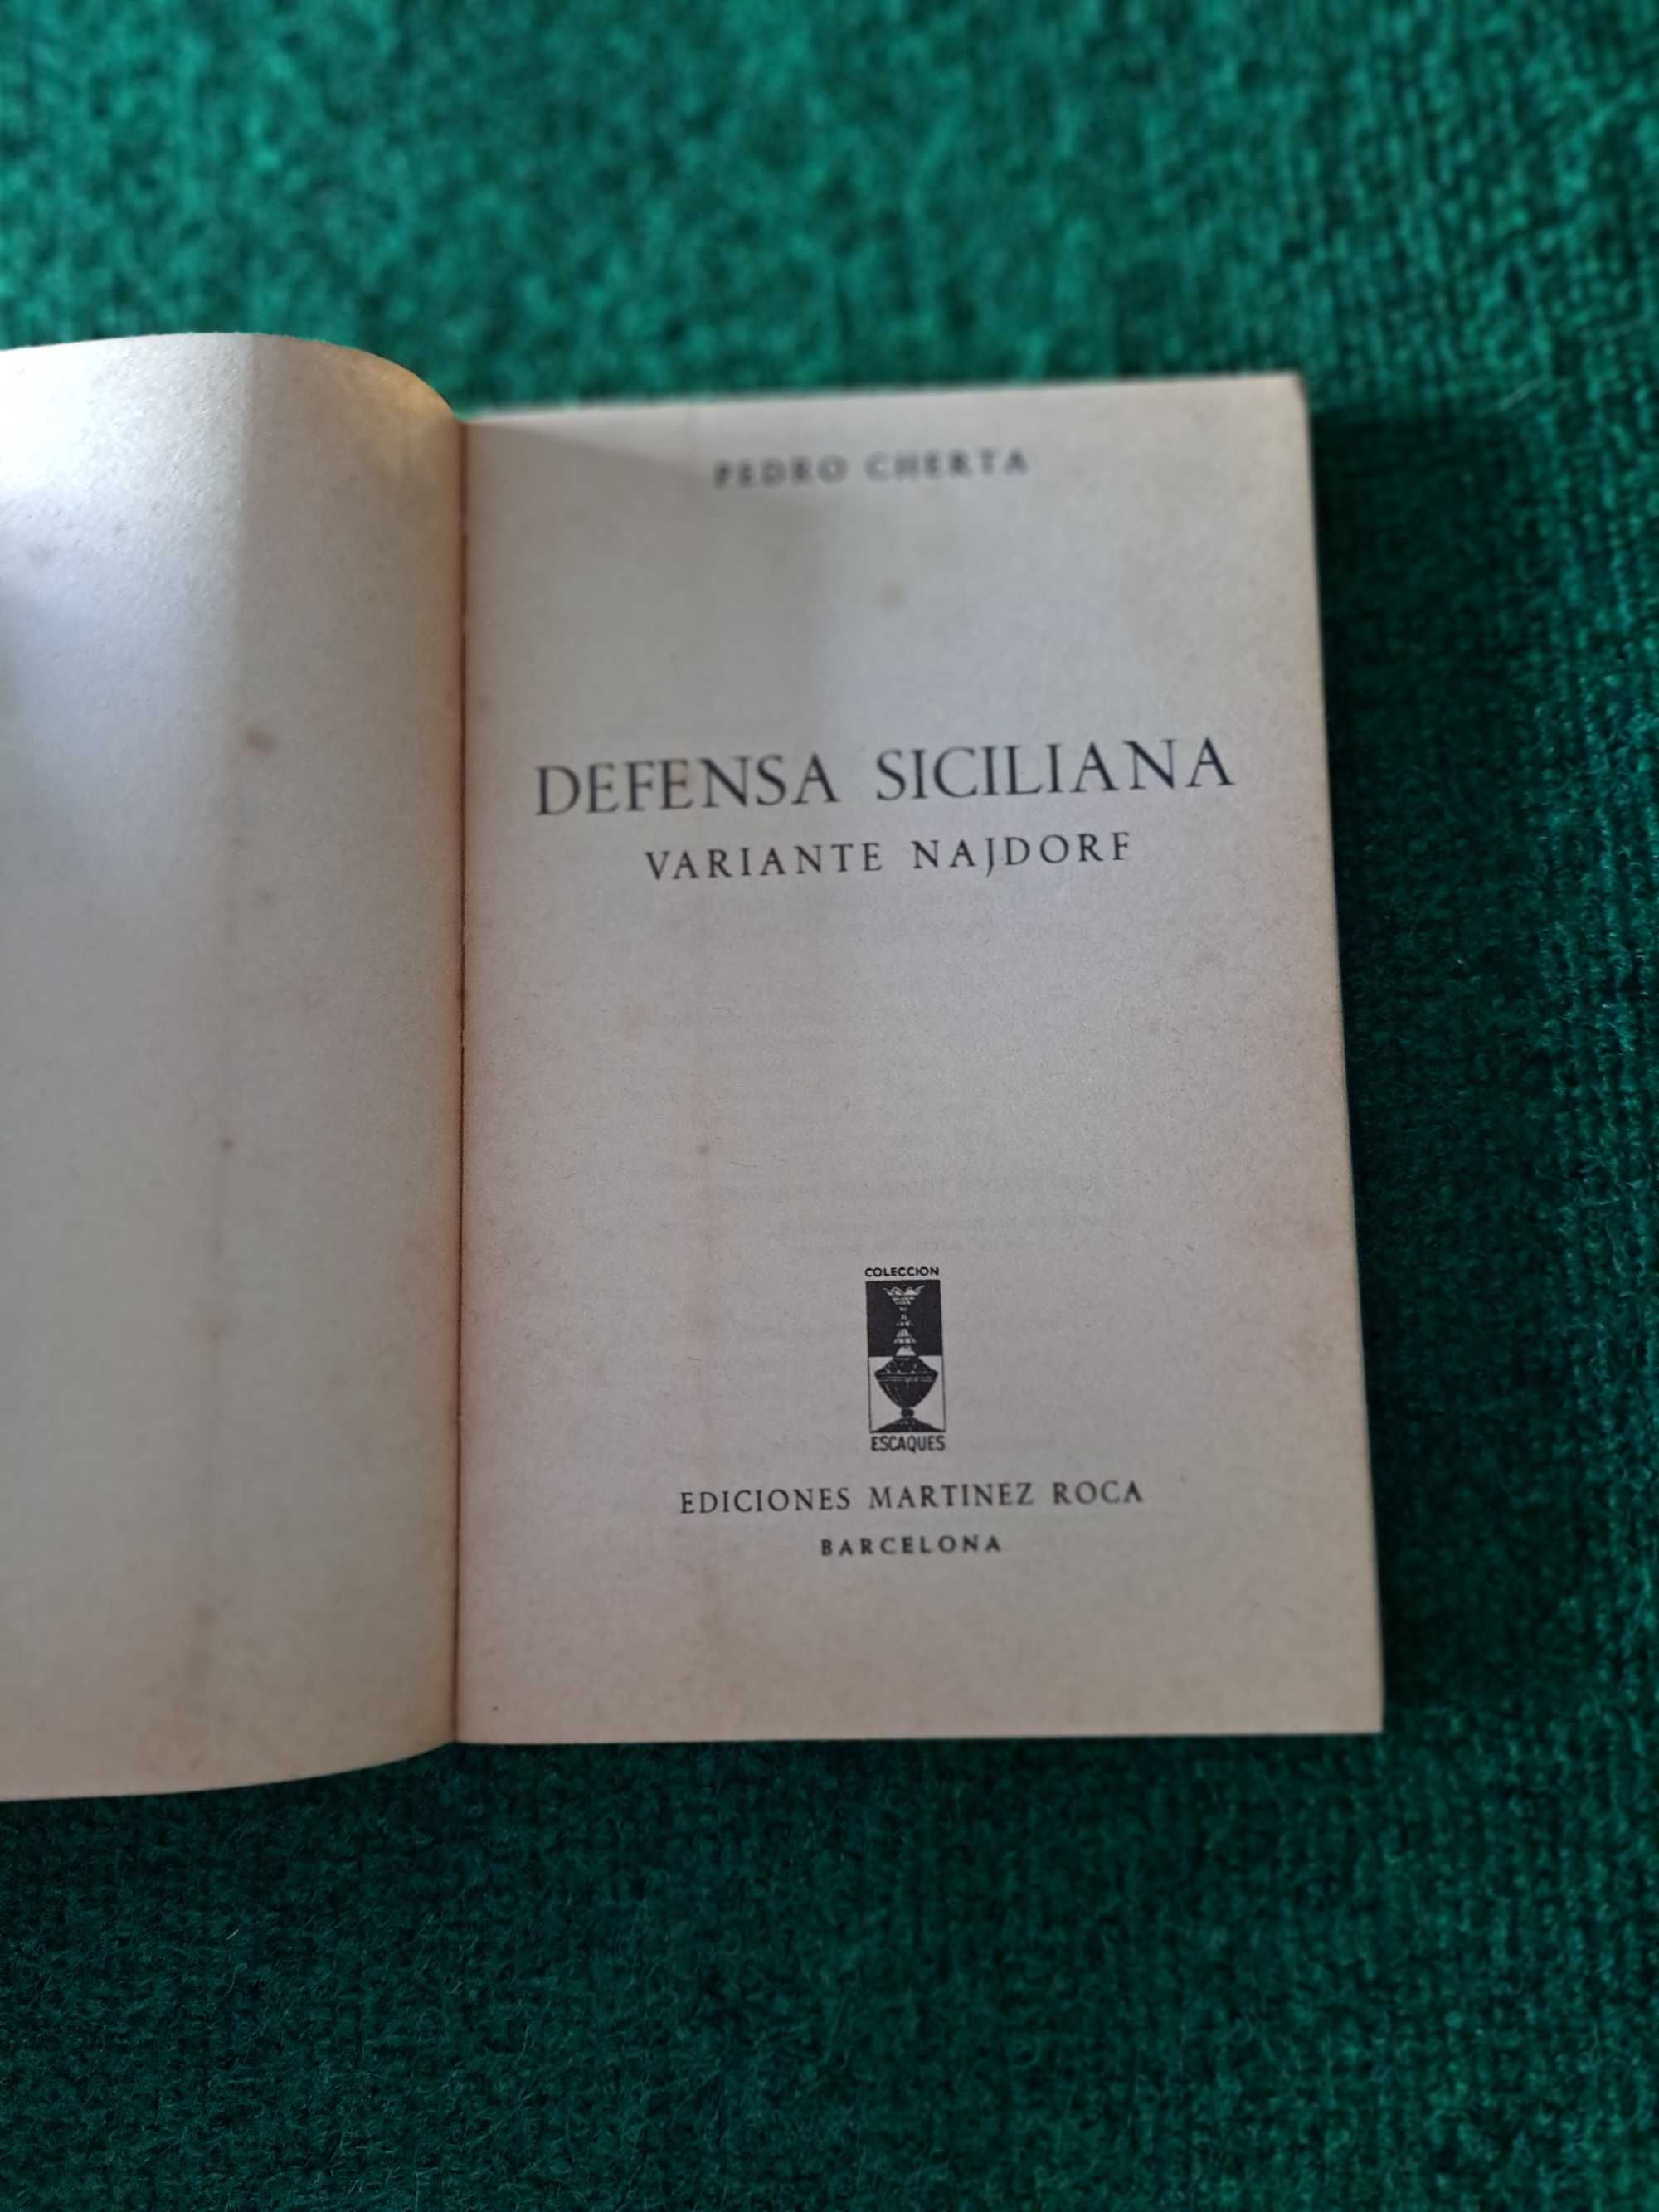 PEDRO CHERTA
DEFENSA SICILIANA
VARIANTE NAJDORF
COLECCION
ESCAQUES
EDICIONES MARTINEZ ROCA
BARCELONA